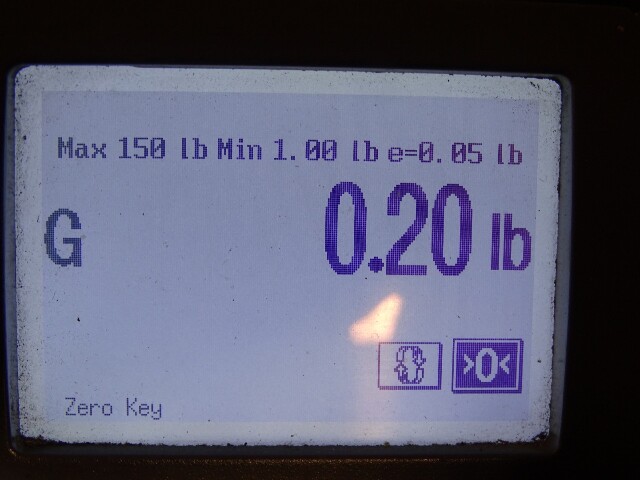 Max 150 lb Min 1.00 lb e=0.05 lb
G 0.20 lb
>0<
Zero Key